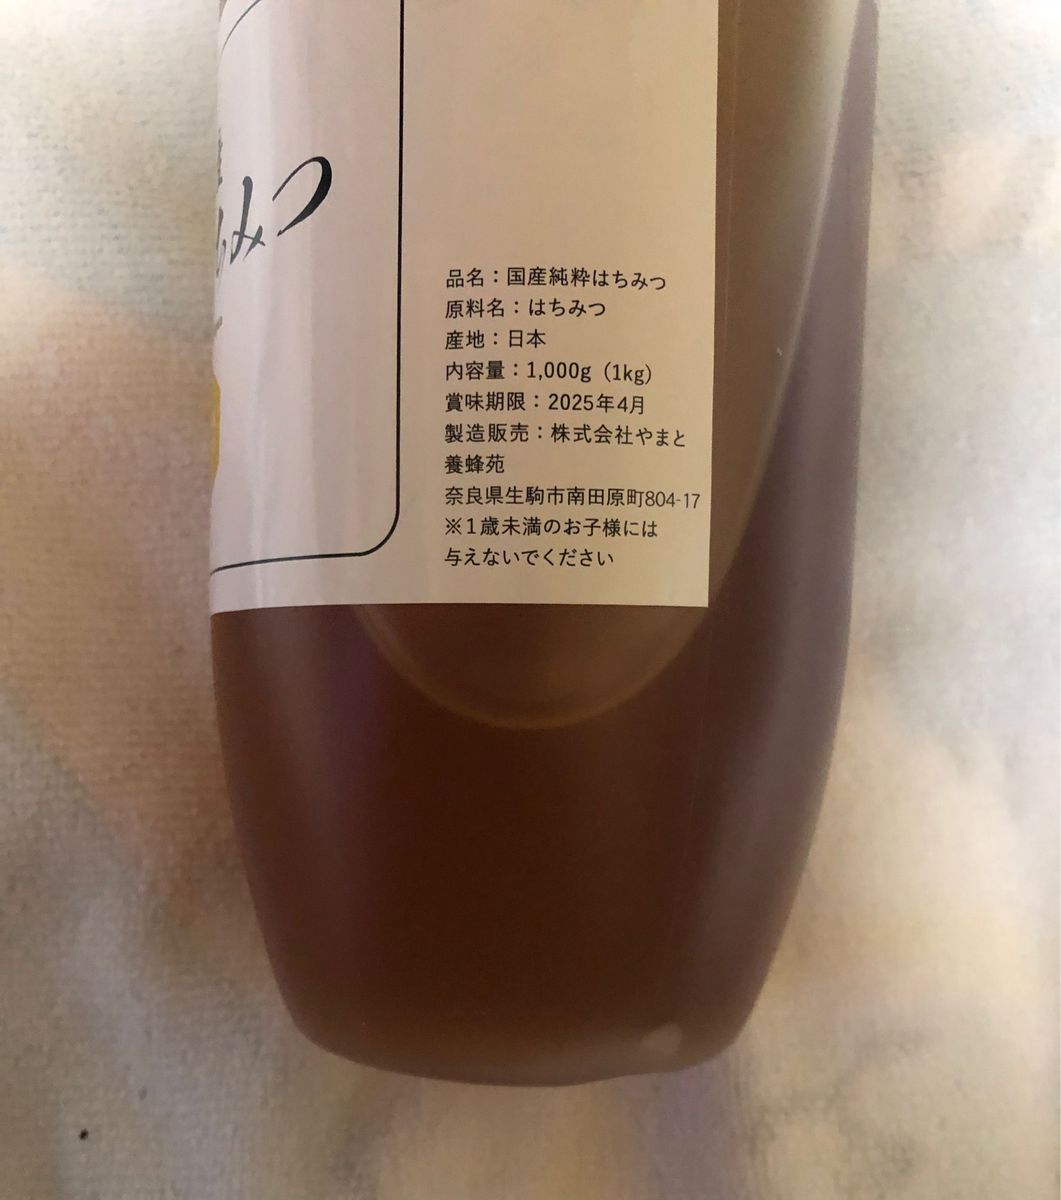 みつ
品名：国産純粋はちみつ
原料名：はちみつ
産地：日本
内容量：1,000g（1kg）
賞味期限：2025年4月
製造販売：株式会社やまと
養蜂苑
奈良県生駒市南田原町804-17
※1歳未満のお子様には
与えないでください